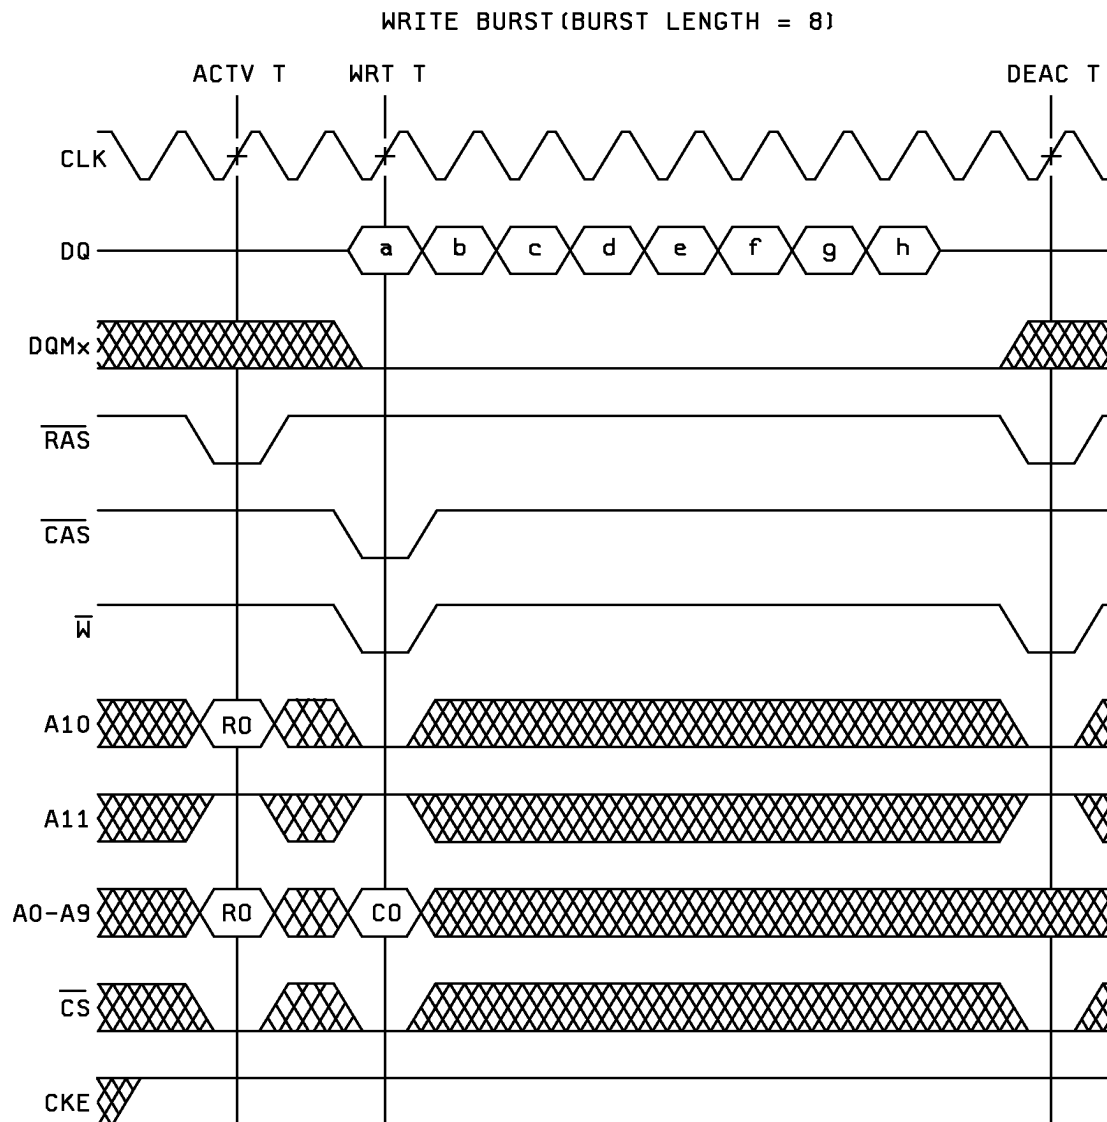 WRITE BURST(BURST LENGTH = 8)
ACTV T WRT T DEAC T
CLK
DQ a b c d e f g h
DQMx
RAS
CAS
W
A10 R0
A11
A0-A9 R0 C0
CS
CKE